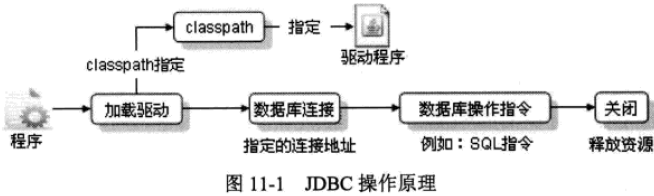 classpath 指定
classpath指定 驱动程序
程序 加载驱动 数据库连接 数据库操作指令 关闭
指定的连接地址 例如：SQL指令 释放资源
图 11-1 JDBC 操作原理